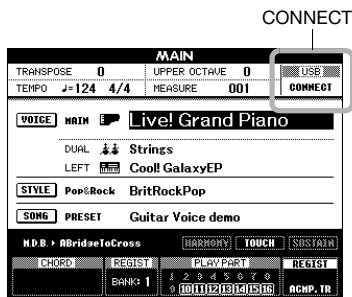 CONNECT
MAIN
TRANSPOSE 0 UPPER OCTAVE 0 USB
TEMPO ♩=124 4/4 MEASURE 001 CONNECT
VOICE MAIN Live! Grand Piano
DUAL Strings
LEFT Cool! GalaxyEP
STYLE Pop&Rock BritRockPop
SONG PRESET Guitar Voice demo
M.D.B. ▸ ABridgeToCross HARMONY TOUCH SUSTAIN
CHORD REGIST PLAY PART REGIST
BANK: 1 1 2 3 4 5 6 7 8
9 10 11 12 13 14 15 16 ACMP.TR